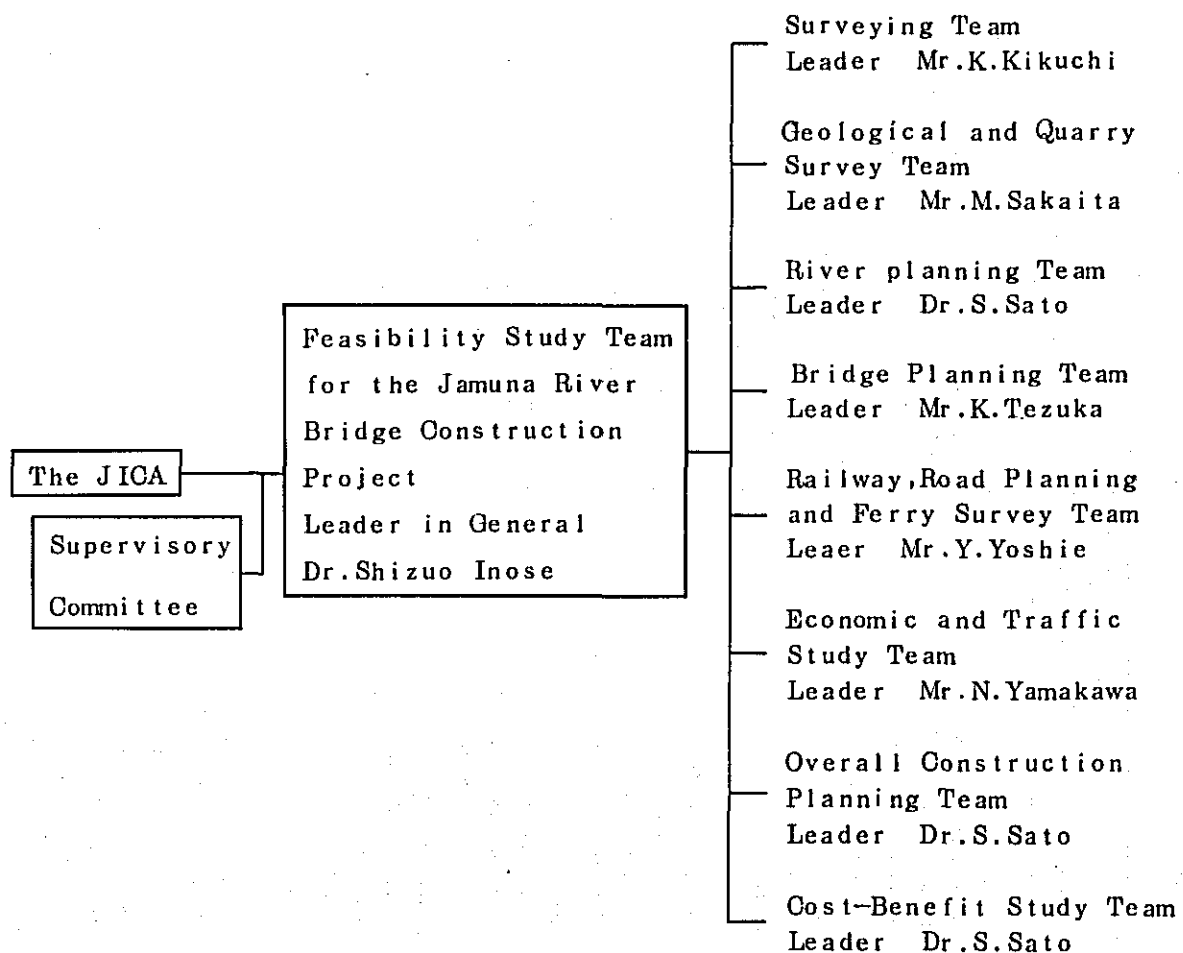 The JICA
Supervisory
Committee
Feasibility Study Team
for the Jamuna River
Bridge Construction
Project
Leader in General
Dr.Shizuo Inose
Surveying Team
Leader Mr.K.Kikuchi
Geological and Quarry
Survey Team
Leader Mr.M.Sakaita
River planning Team
Leader Dr.S.Sato
Bridge Planning Team
Leader Mr.K.Tezuka
Railway,Road Planning
and Ferry Survey Team
Leaer Mr.Y.Yoshie
Economic and Traffic
Study Team
Leader Mr.N.Yamakawa
Overall Construction
Planning Team
Leader Dr.S.Sato
Cost-Benefit Study Team
Leader Dr.S.Sato